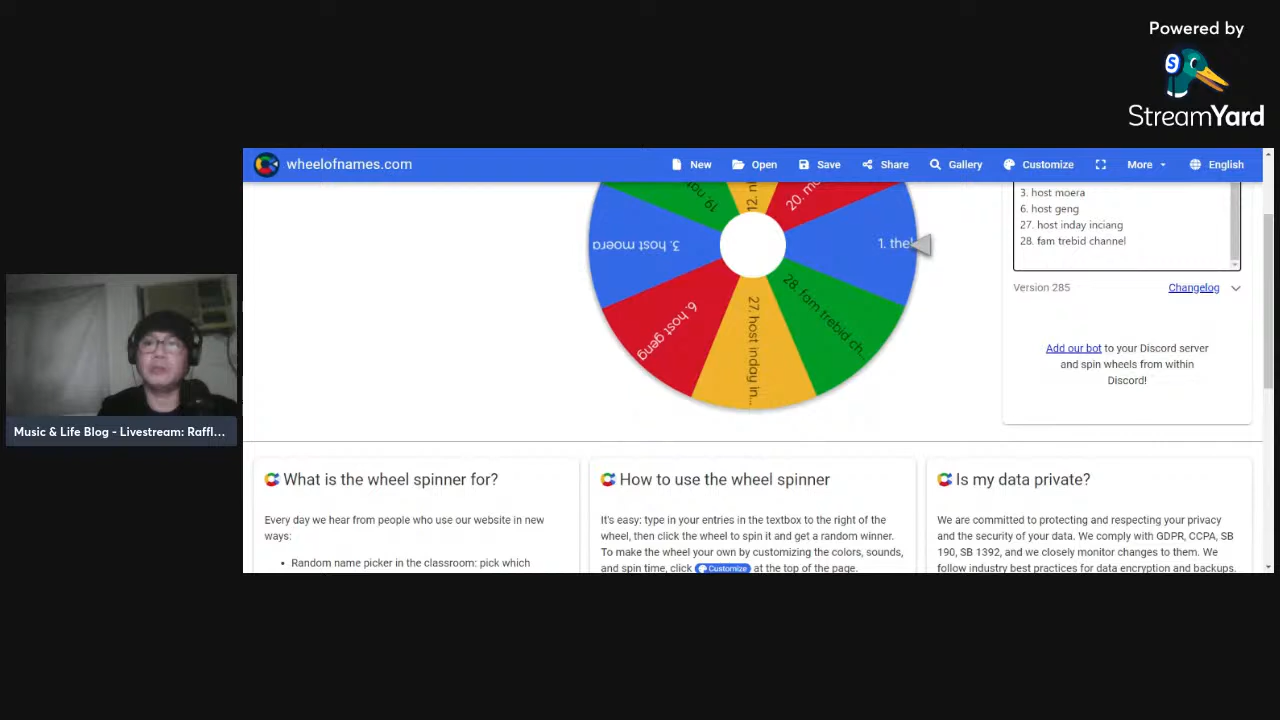 Powered by
S
StreamYard
wheelofnames.com
New
Open
Save
Share
Gallery
Customize
More
English
19.
12.
20.
3. host moera
1. thel
6. host geng
27. host inday in...
28. fam trebid ch...
3. host moera
6. host geng
27. host inday inciang
28. fam trebid channel
Version 285
Changelog
Add our bot to your Discord server
and spin wheels from within
Discord!
Music & Life Blog - Livestream: Raffl...
What is the wheel spinner for?
Every day we hear from people who use our website in new
ways:
• Random name picker in the classroom: pick which
How to use the wheel spinner
It's easy: type in your entries in the textbox to the right of the
wheel, then click the wheel to spin it and get a random winner.
To make the wheel your own by customizing the colors, sounds,
and spin time, click Customize at the top of the page.
Is my data private?
We are committed to protecting and respecting your privacy
and the security of your data. We comply with GDPR, CCPA, SB
190, SB 1392, and we closely monitor changes to them. We
follow industry best practices for data encryption and backups.